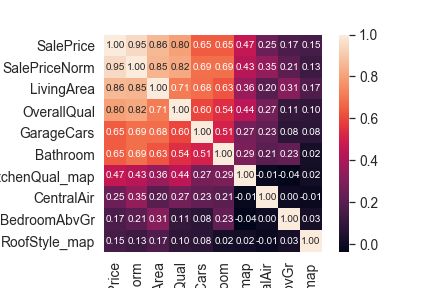 SalePrice 1.00 0.95 0.86 0.80 0.65 0.65 0.47 0.25 0.17 0.15
SalePriceNorm 0.95 1.00 0.85 0.82 0.69 0.69 0.43 0.35 0.21 0.13
LivingArea 0.86 0.85 1.00 0.71 0.68 0.63 0.36 0.20 0.31 0.17
OverallQual 0.80 0.82 0.71 1.00 0.60 0.54 0.44 0.27 0.11 0.10
GarageCars 0.65 0.69 0.68 0.60 1.00 0.51 0.27 0.23 0.08 0.08
Bathroom 0.65 0.69 0.63 0.54 0.51 1.00 0.29 0.21 0.23 0.02
tchenQual_map 0.47 0.43 0.36 0.44 0.27 0.29 1.00 -0.01 -0.04 0.02
CentralAir 0.25 0.35 0.20 0.27 0.23 0.21 -0.01 1.00 0.00 -0.01
BedroomAbvGr 0.17 0.21 0.31 0.11 0.08 0.23 -0.04 0.00 1.00 0.03
RoofStyle_map 0.15 0.13 0.17 0.10 0.08 0.02 0.02 -0.01 0.03 1.00
Price
orm
Area
Qual
Cars
oom
map
alAir
bvGr
map
1.0
0.8
0.6
0.4
0.2
0.0